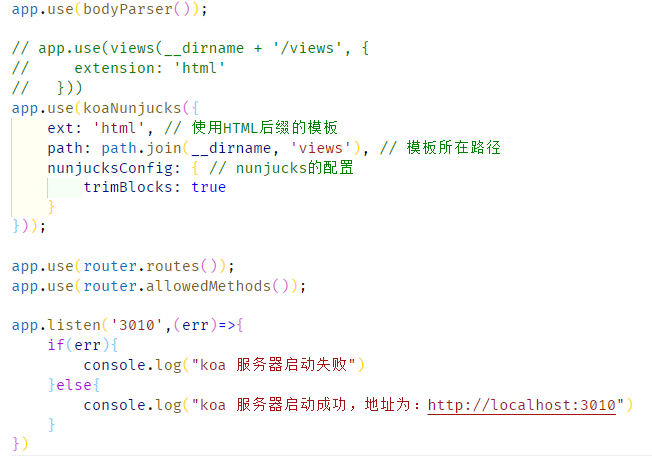 app.use(bodyParser());
// app.use(views(__dirname + '/views', {
//     extension: 'html'
//   }))
app.use(koaNunjucks({
    ext: 'html', // 使用HTML后缀的模板
    path: path.join(__dirname, 'views'), // 模板所在路径
    nunjucksConfig: { // nunjucks的配置
        trimBlocks: true
    }
}));
app.use(router.routes());
app.use(router.allowedMethods());
app.listen('3010',(err)=>{
    if(err){
        console.log("koa 服务器启动失败")
    }else{
        console.log("koa 服务器启动成功，地址为：http://localhost:3010")
    }
})